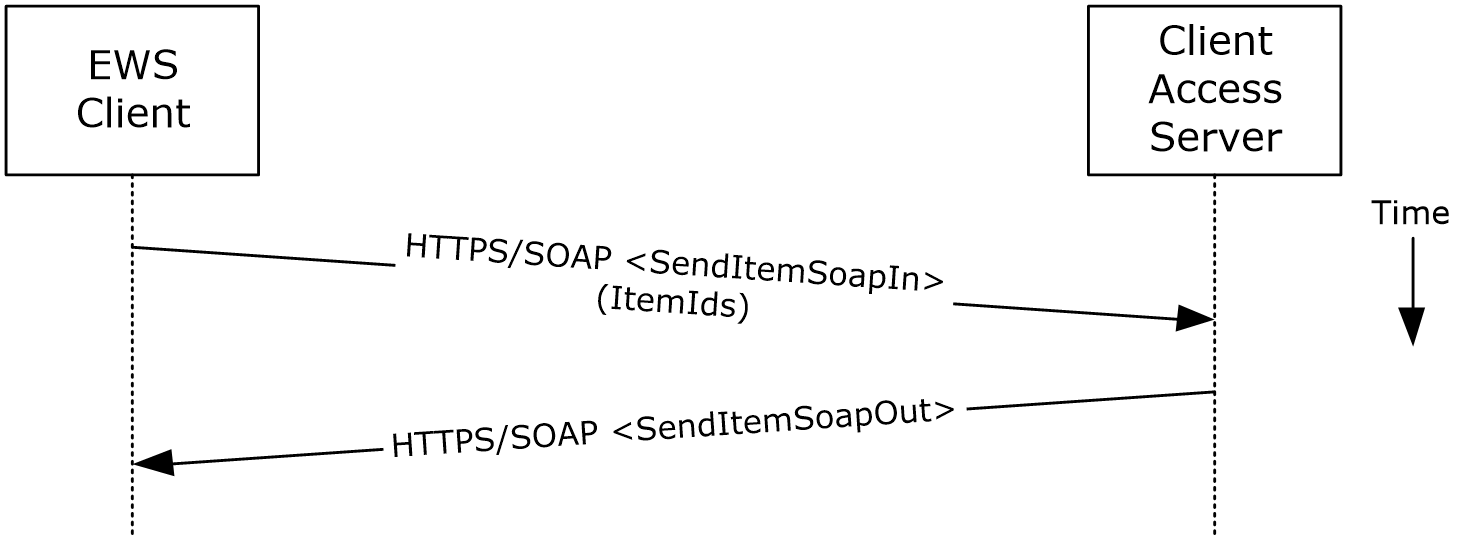 EWS
Client
Client
Access
Server
Time
HTTPS/SOAP <SendItemSoapIn>
(ItemIds)
HTTPS/SOAP <SendItemSoapOut>